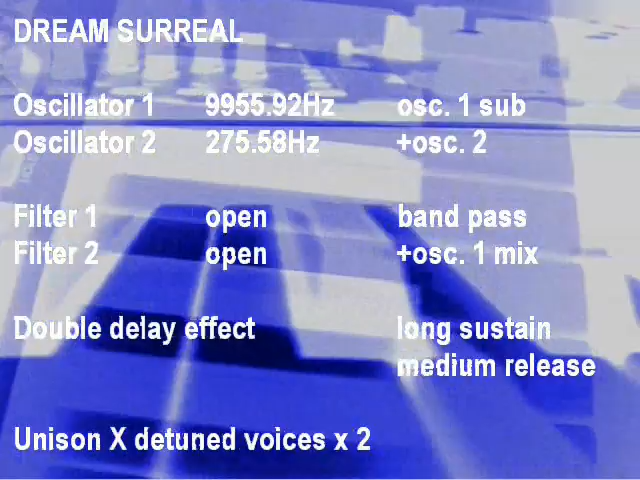 DREAM SURREAL
Oscillator 1 9955.92Hz osc. 1 sub
Oscillator 2 275.58Hz +osc. 2
Filter 1 open band pass
Filter 2 open +osc. 1 mix
Double delay effect long sustain
medium release
Unison X detuned voices x 2